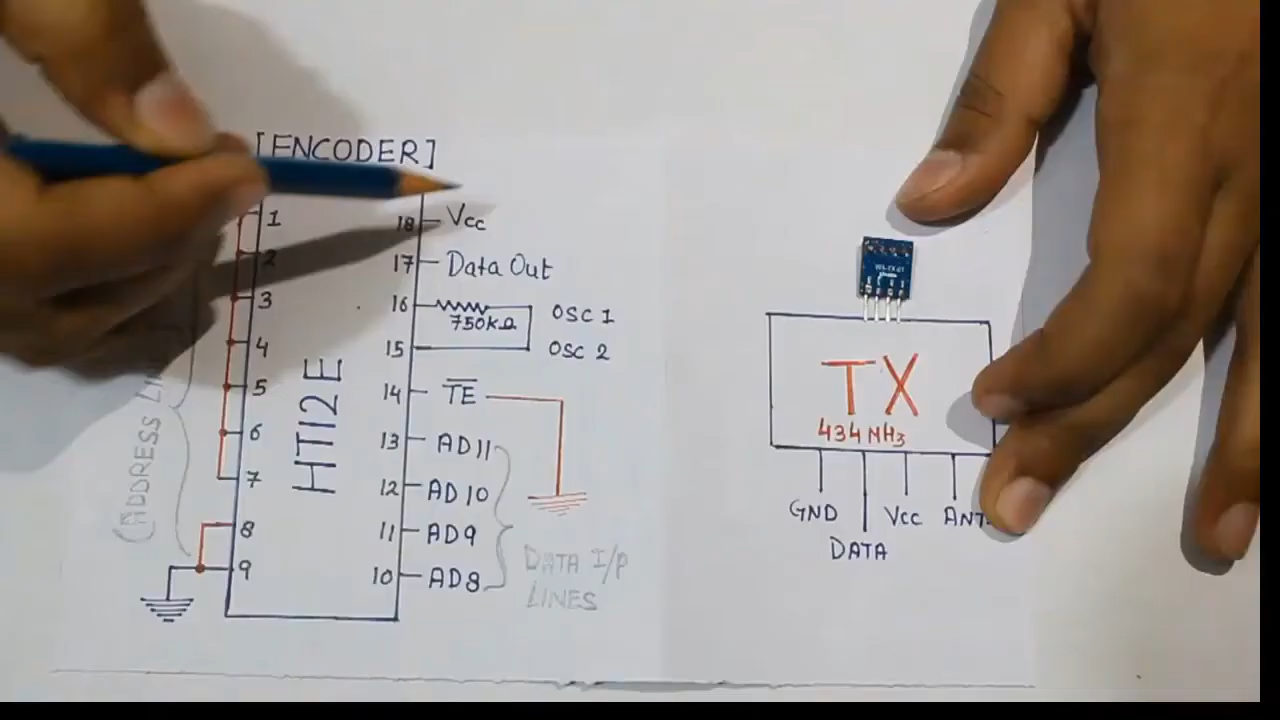 [ENCODER]
1
2
3
4
5
6
7
8
9
18 Vcc
17 Data Out
16 750KΩ OSC 1
15 OSC 2
14 TE
13 AD11
12 AD10
11 AD9
10 AD8
HT12E
(ADDRESS
DATA I/P
LINES
TX
434 MHz
GND
DATA
Vcc
ANT